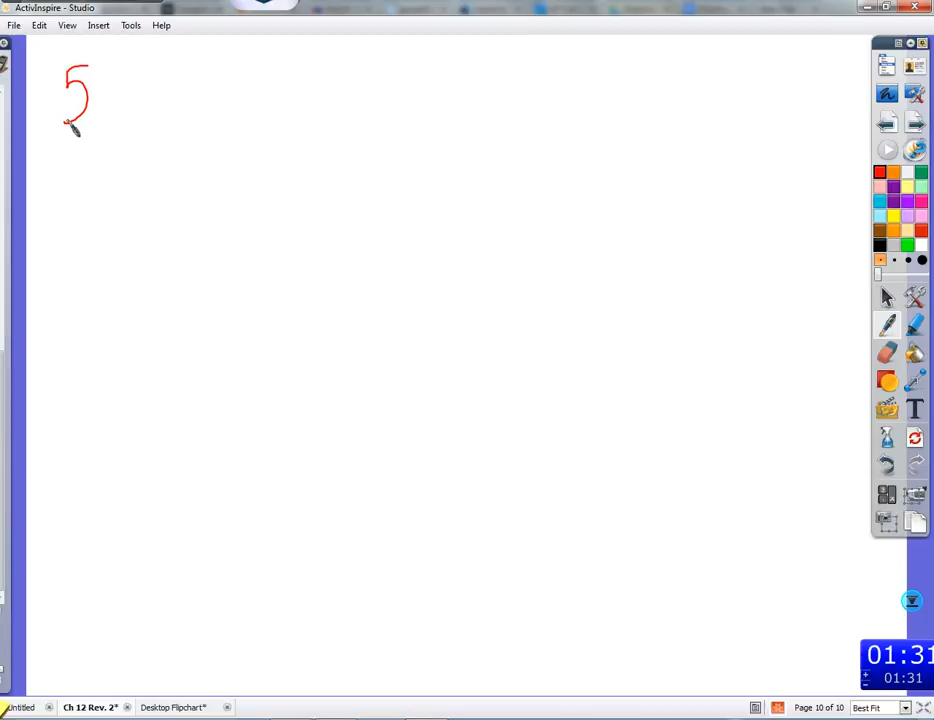 ActivInspire - Studio
File Edit View Insert Tools Help
5
T
01:31
01:31
Untitled Ch 12 Rev. 2* Desktop Flipchart* Page 10 of 10 Best Fit